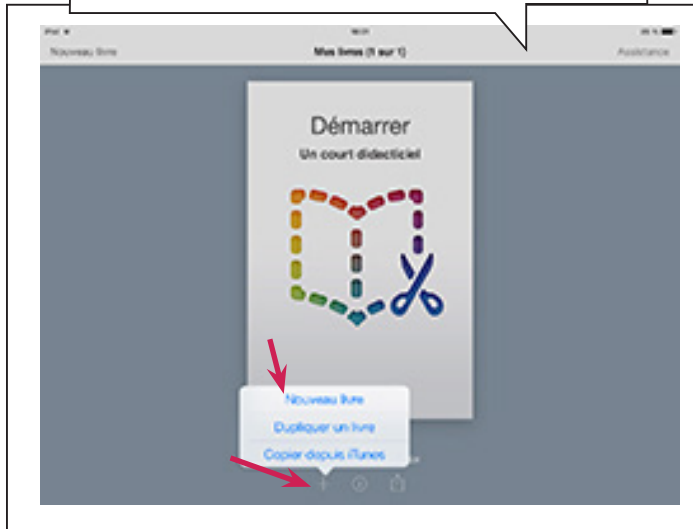 iPad
Nouveau livre
Mes livres (1 sur 1)
Assistance
Démarrer
Un court didacticiel
Nouveau livre
Dupliquer un livre
Copier depuis iTunes